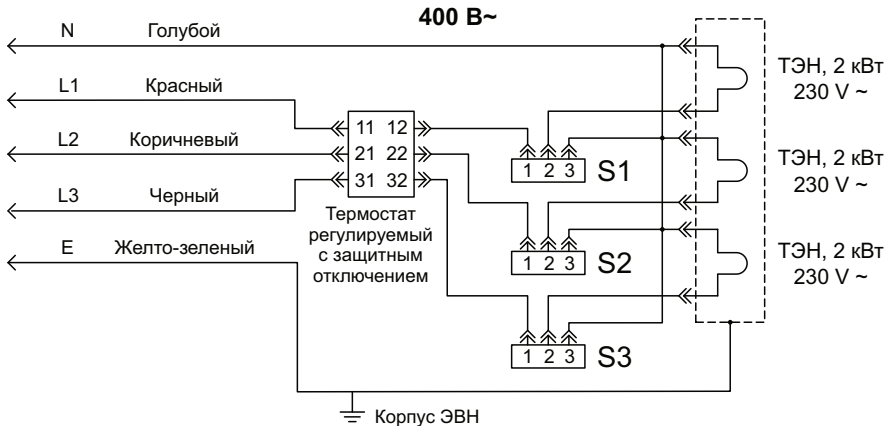 400 В~
N Голубой
L1 Красный
L2 Коричневый
L3 Черный
E Желто-зеленый
11 12
21 22
31 32
Термостат
регулируемый
с защитным
отключением
1 2 3 S1
1 2 3 S2
1 2 3 S3
ТЭН, 2 кВт
230 V ~
ТЭН, 2 кВт
230 V ~
ТЭН, 2 кВт
230 V ~
Корпус ЭВН